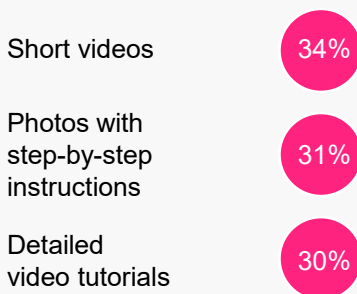 Short videos
34%
Photos with
step-by-step
instructions
31%
Detailed
video tutorials
30%